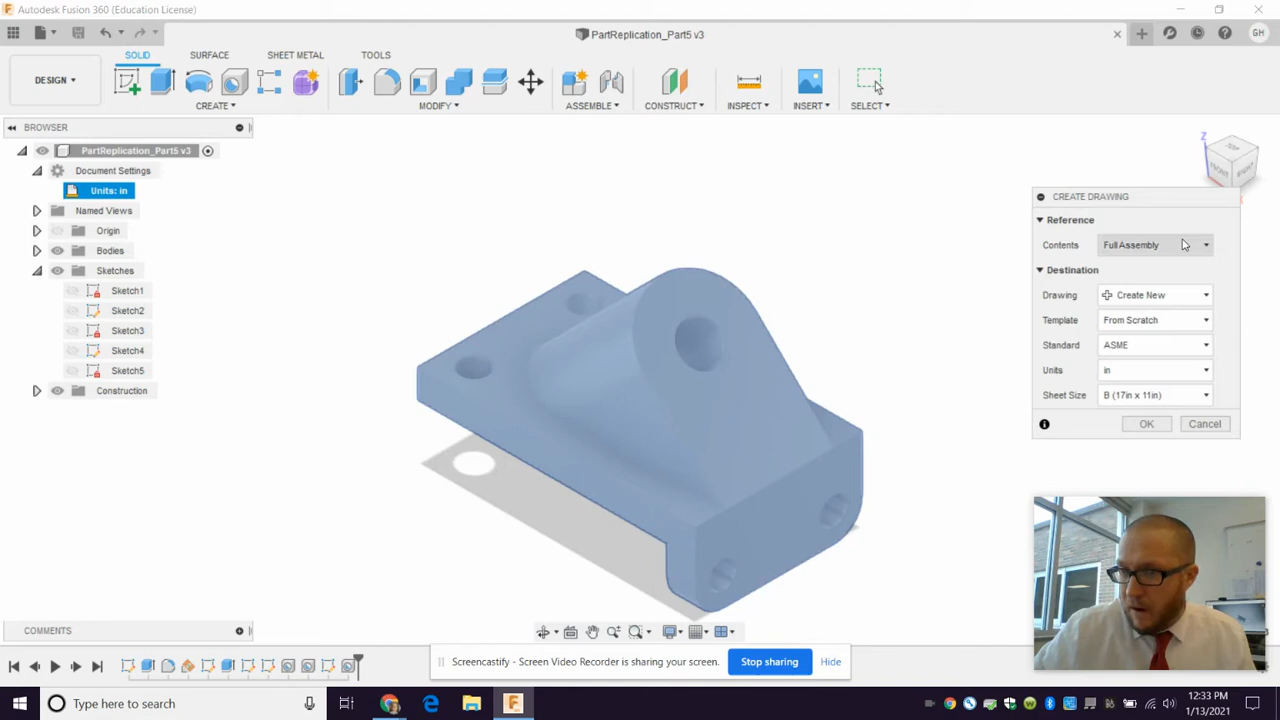 Autodesk Fusion 360 (Education License)
PartReplication_Part5 v3
GH
DESIGN
SOLID
SURFACE
SHEET METAL
TOOLS
CREATE
MODIFY
ASSEMBLE
CONSTRUCT
INSPECT
INSERT
SELECT
BROWSER
PartReplication_Part5 v3
Document Settings
Units: in
Named Views
Origin
Bodies
Sketches
Sketch1
Sketch2
Sketch3
Sketch4
Sketch5
Construction
Z
TOP
FRONT
RIGHT
CREATE DRAWING
Reference
Contents Full Assembly
Destination
Drawing Create New
Template From Scratch
Standard ASME
Units in
Sheet Size B (17in x 11in)
OK Cancel
COMMENTS
Screencastify - Screen Video Recorder is sharing your screen. Stop sharing Hide
Type here to search
12:33 PM
1/13/2021